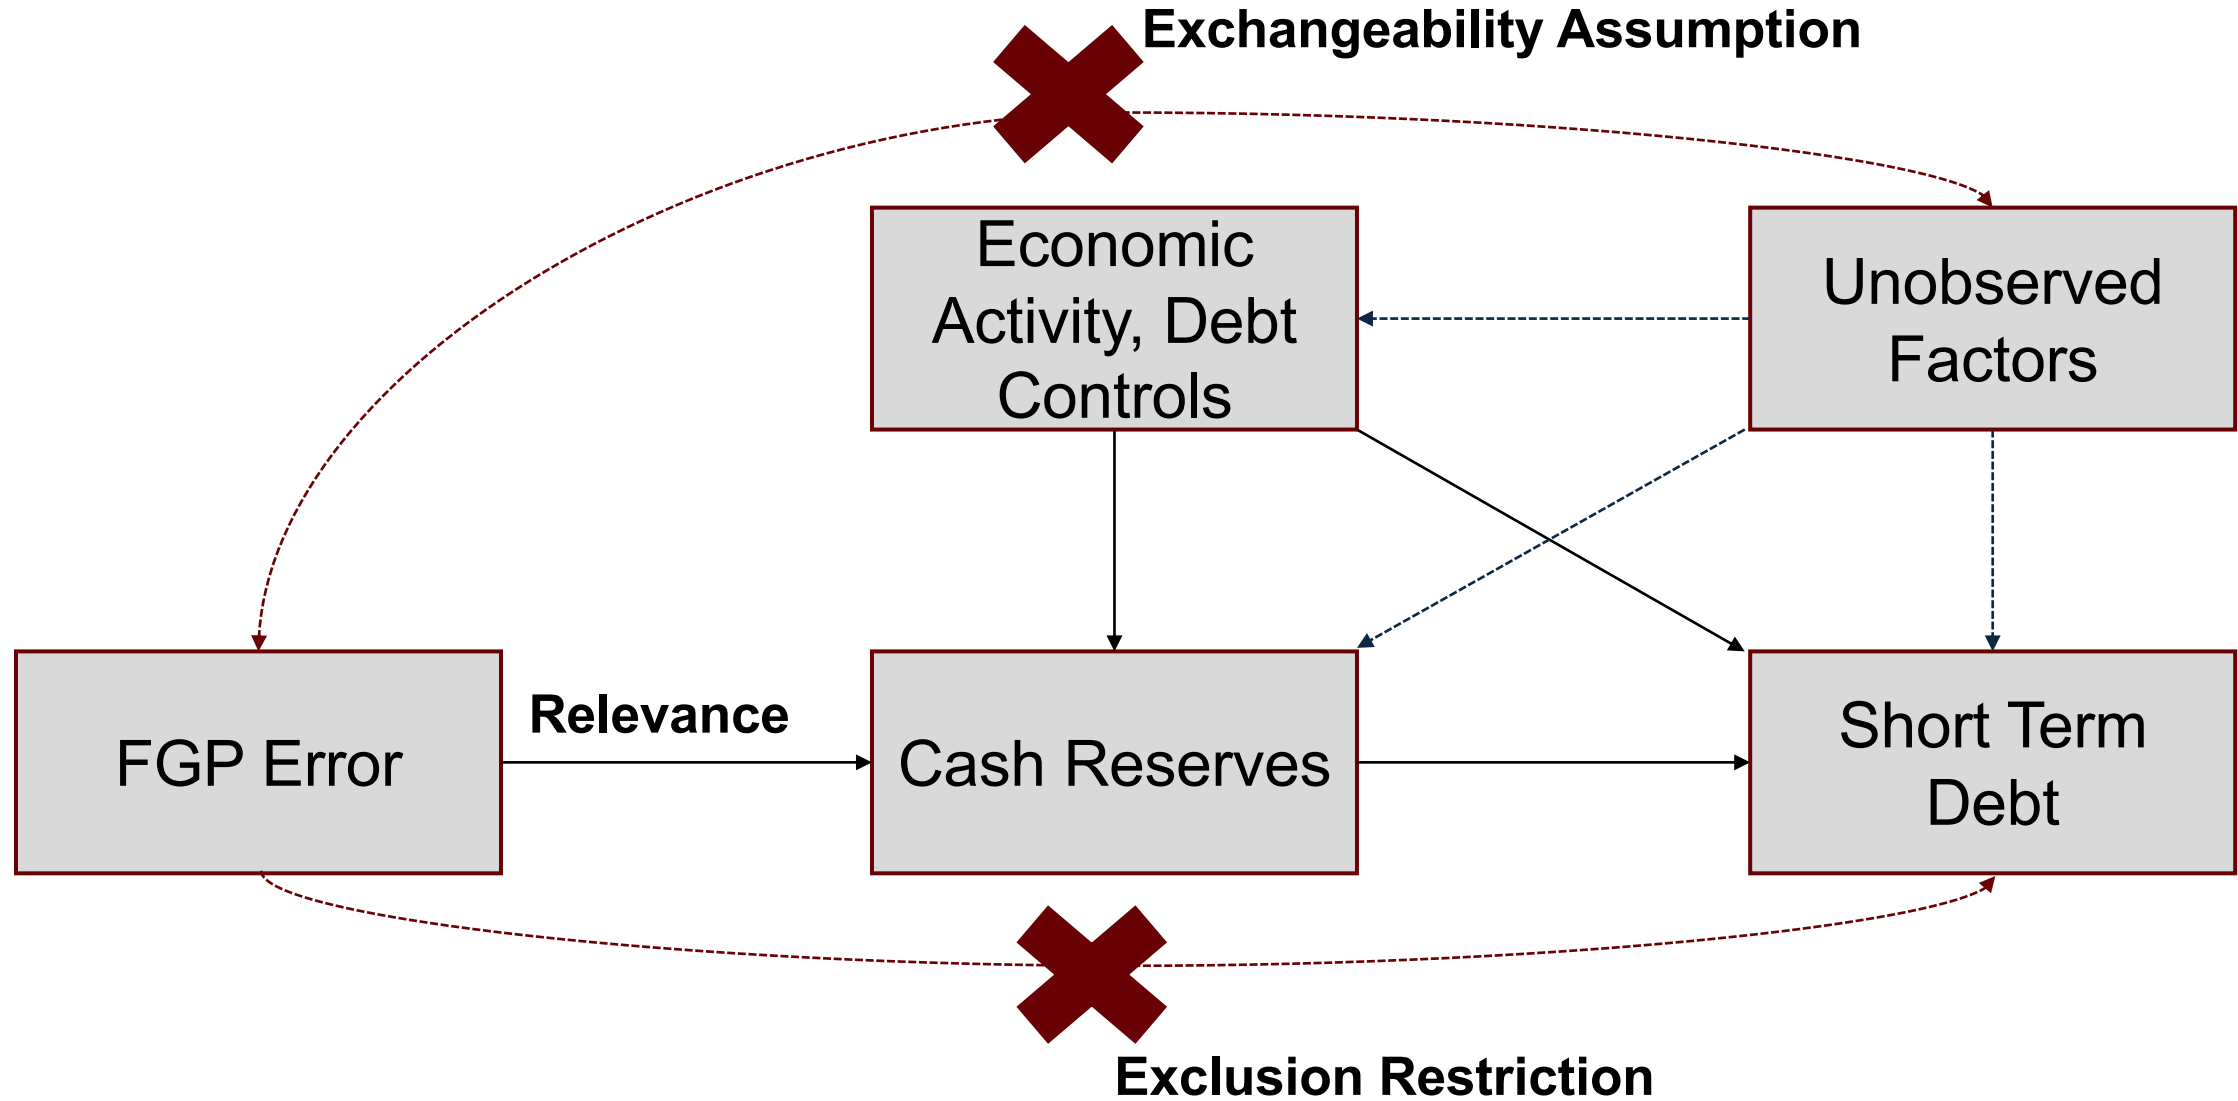 Exchangeability Assumption
Economic
Activity, Debt
Controls
Unobserved
Factors
FGP Error
Relevance
Cash Reserves
Short Term
Debt
Exclusion Restriction